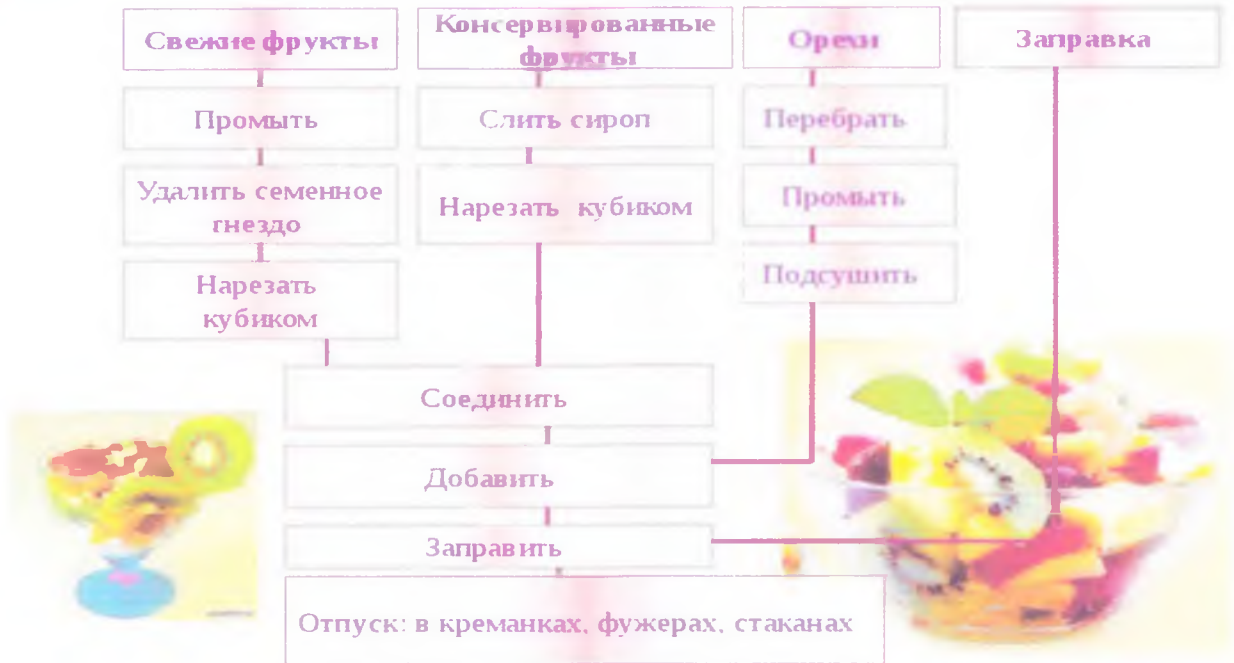 Свежие фрукты
Консервированные
фрукты
Орехи
Заправка
Промыть
Слить сироп
Перебрать
Удалить семенное
гнездо
Нарезать кубиком
Промыть
Нарезать
кубиком
Подсушить
Соединить
Добавить
Заправить
Отпуск: в креманках, фужерах, стаканах